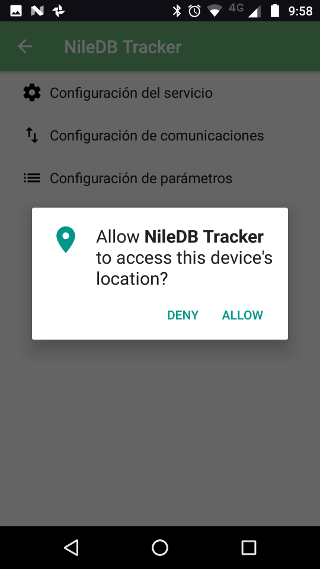 4G 9:58
NileDB Tracker
Configuración del servicio
Configuración de comunicaciones
Configuración de parámetros
Allow NileDB Tracker
to access this device's
location?
DENY ALLOW